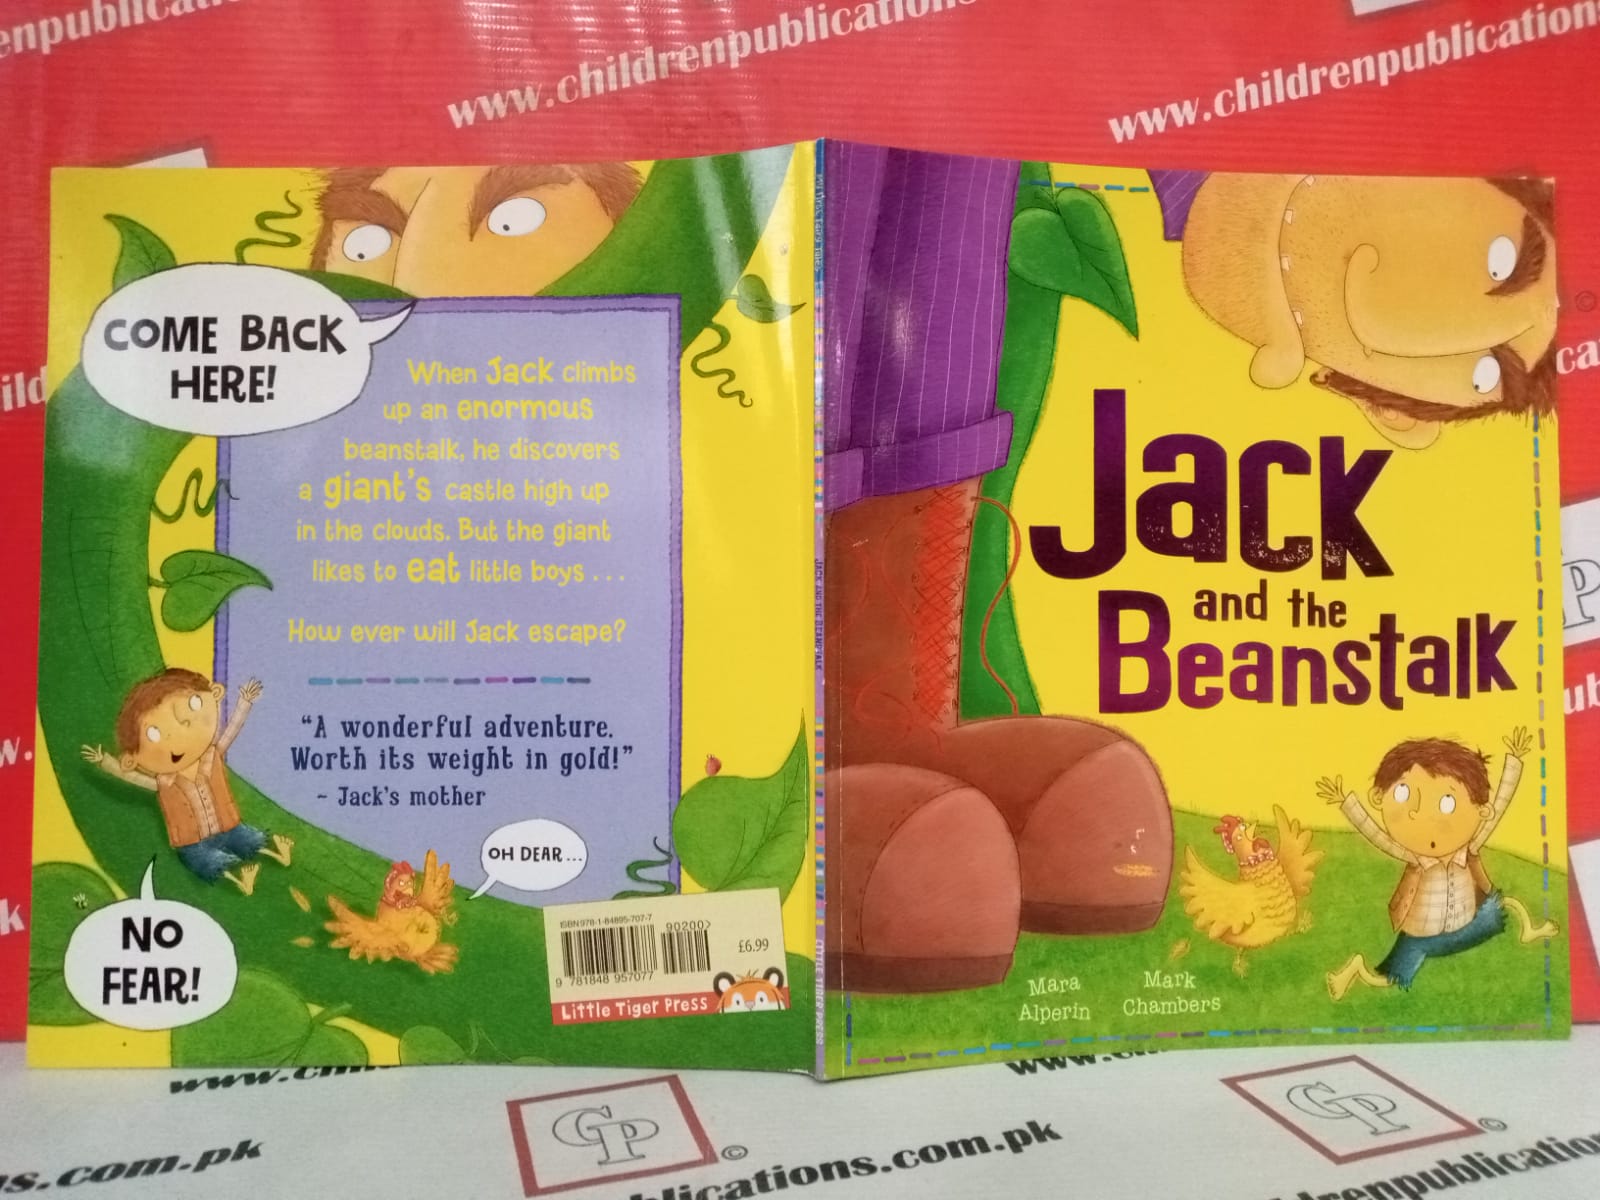 www.childrenpublications
www.childrenpublications
COME BACK
HERE!
When Jack climbs
up an enormous
beanstalk, he discovers
a giant's castle high up
in the clouds. But the giant
likes to eat little boys . . .
How ever will Jack escape?
"A wonderful adventure.
Worth its weight in gold!"
~ Jack's mother
OH DEAR...
NO
FEAR!
ISBN 978-1-84895-707-7
90200>
£6.99
9 781848 957077
Little Tiger Press
JACK AND THE BEANSTALK
LITTLE TIGER PRESS
Jack
and the
Beanstalk
Mara
Alperin
Mark
Chambers
CP
©
s.com.pk
lications.com.pk
childrenpublication